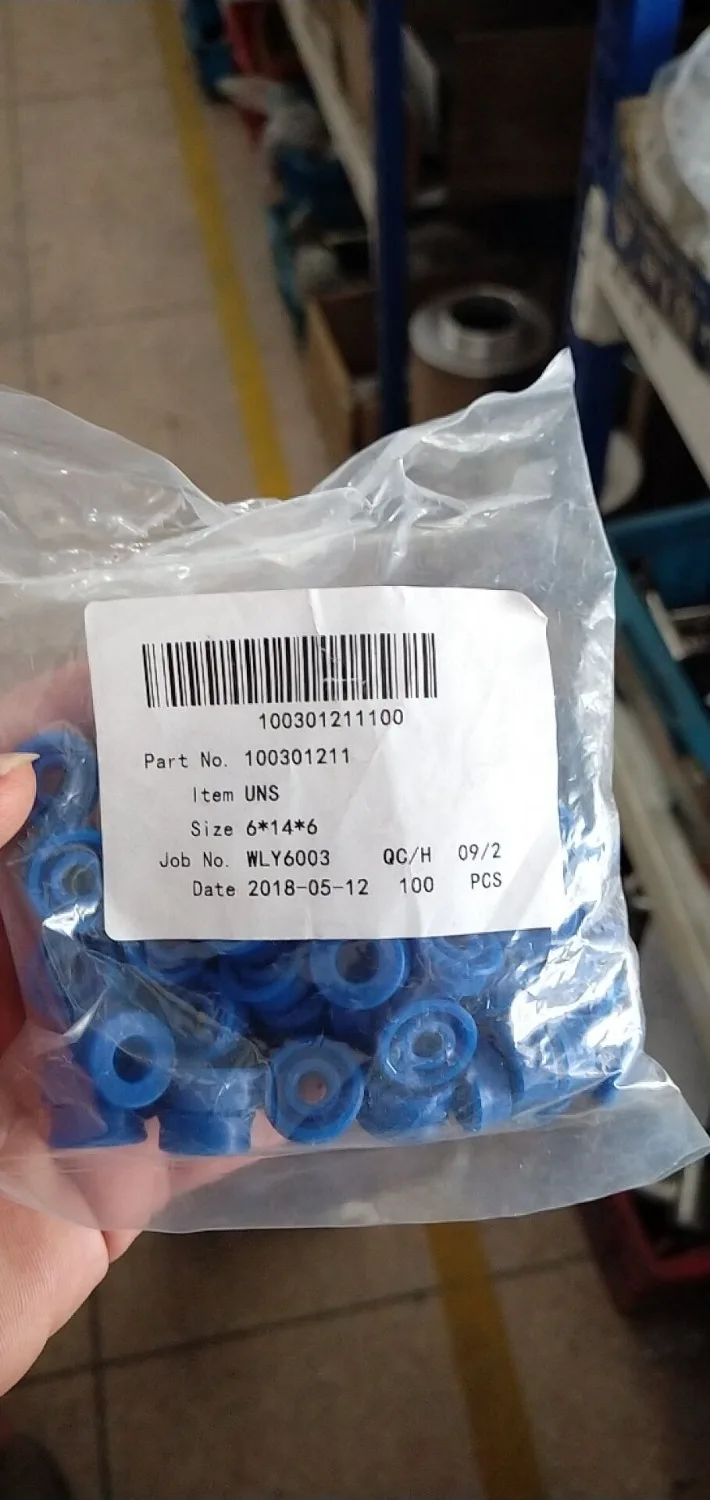 100301211100
Part No. 100301211
Item UNS
Size 6*14*6
Job No. WLY6003 QC/H 09/2
Date 2018-05-12 100 PCS